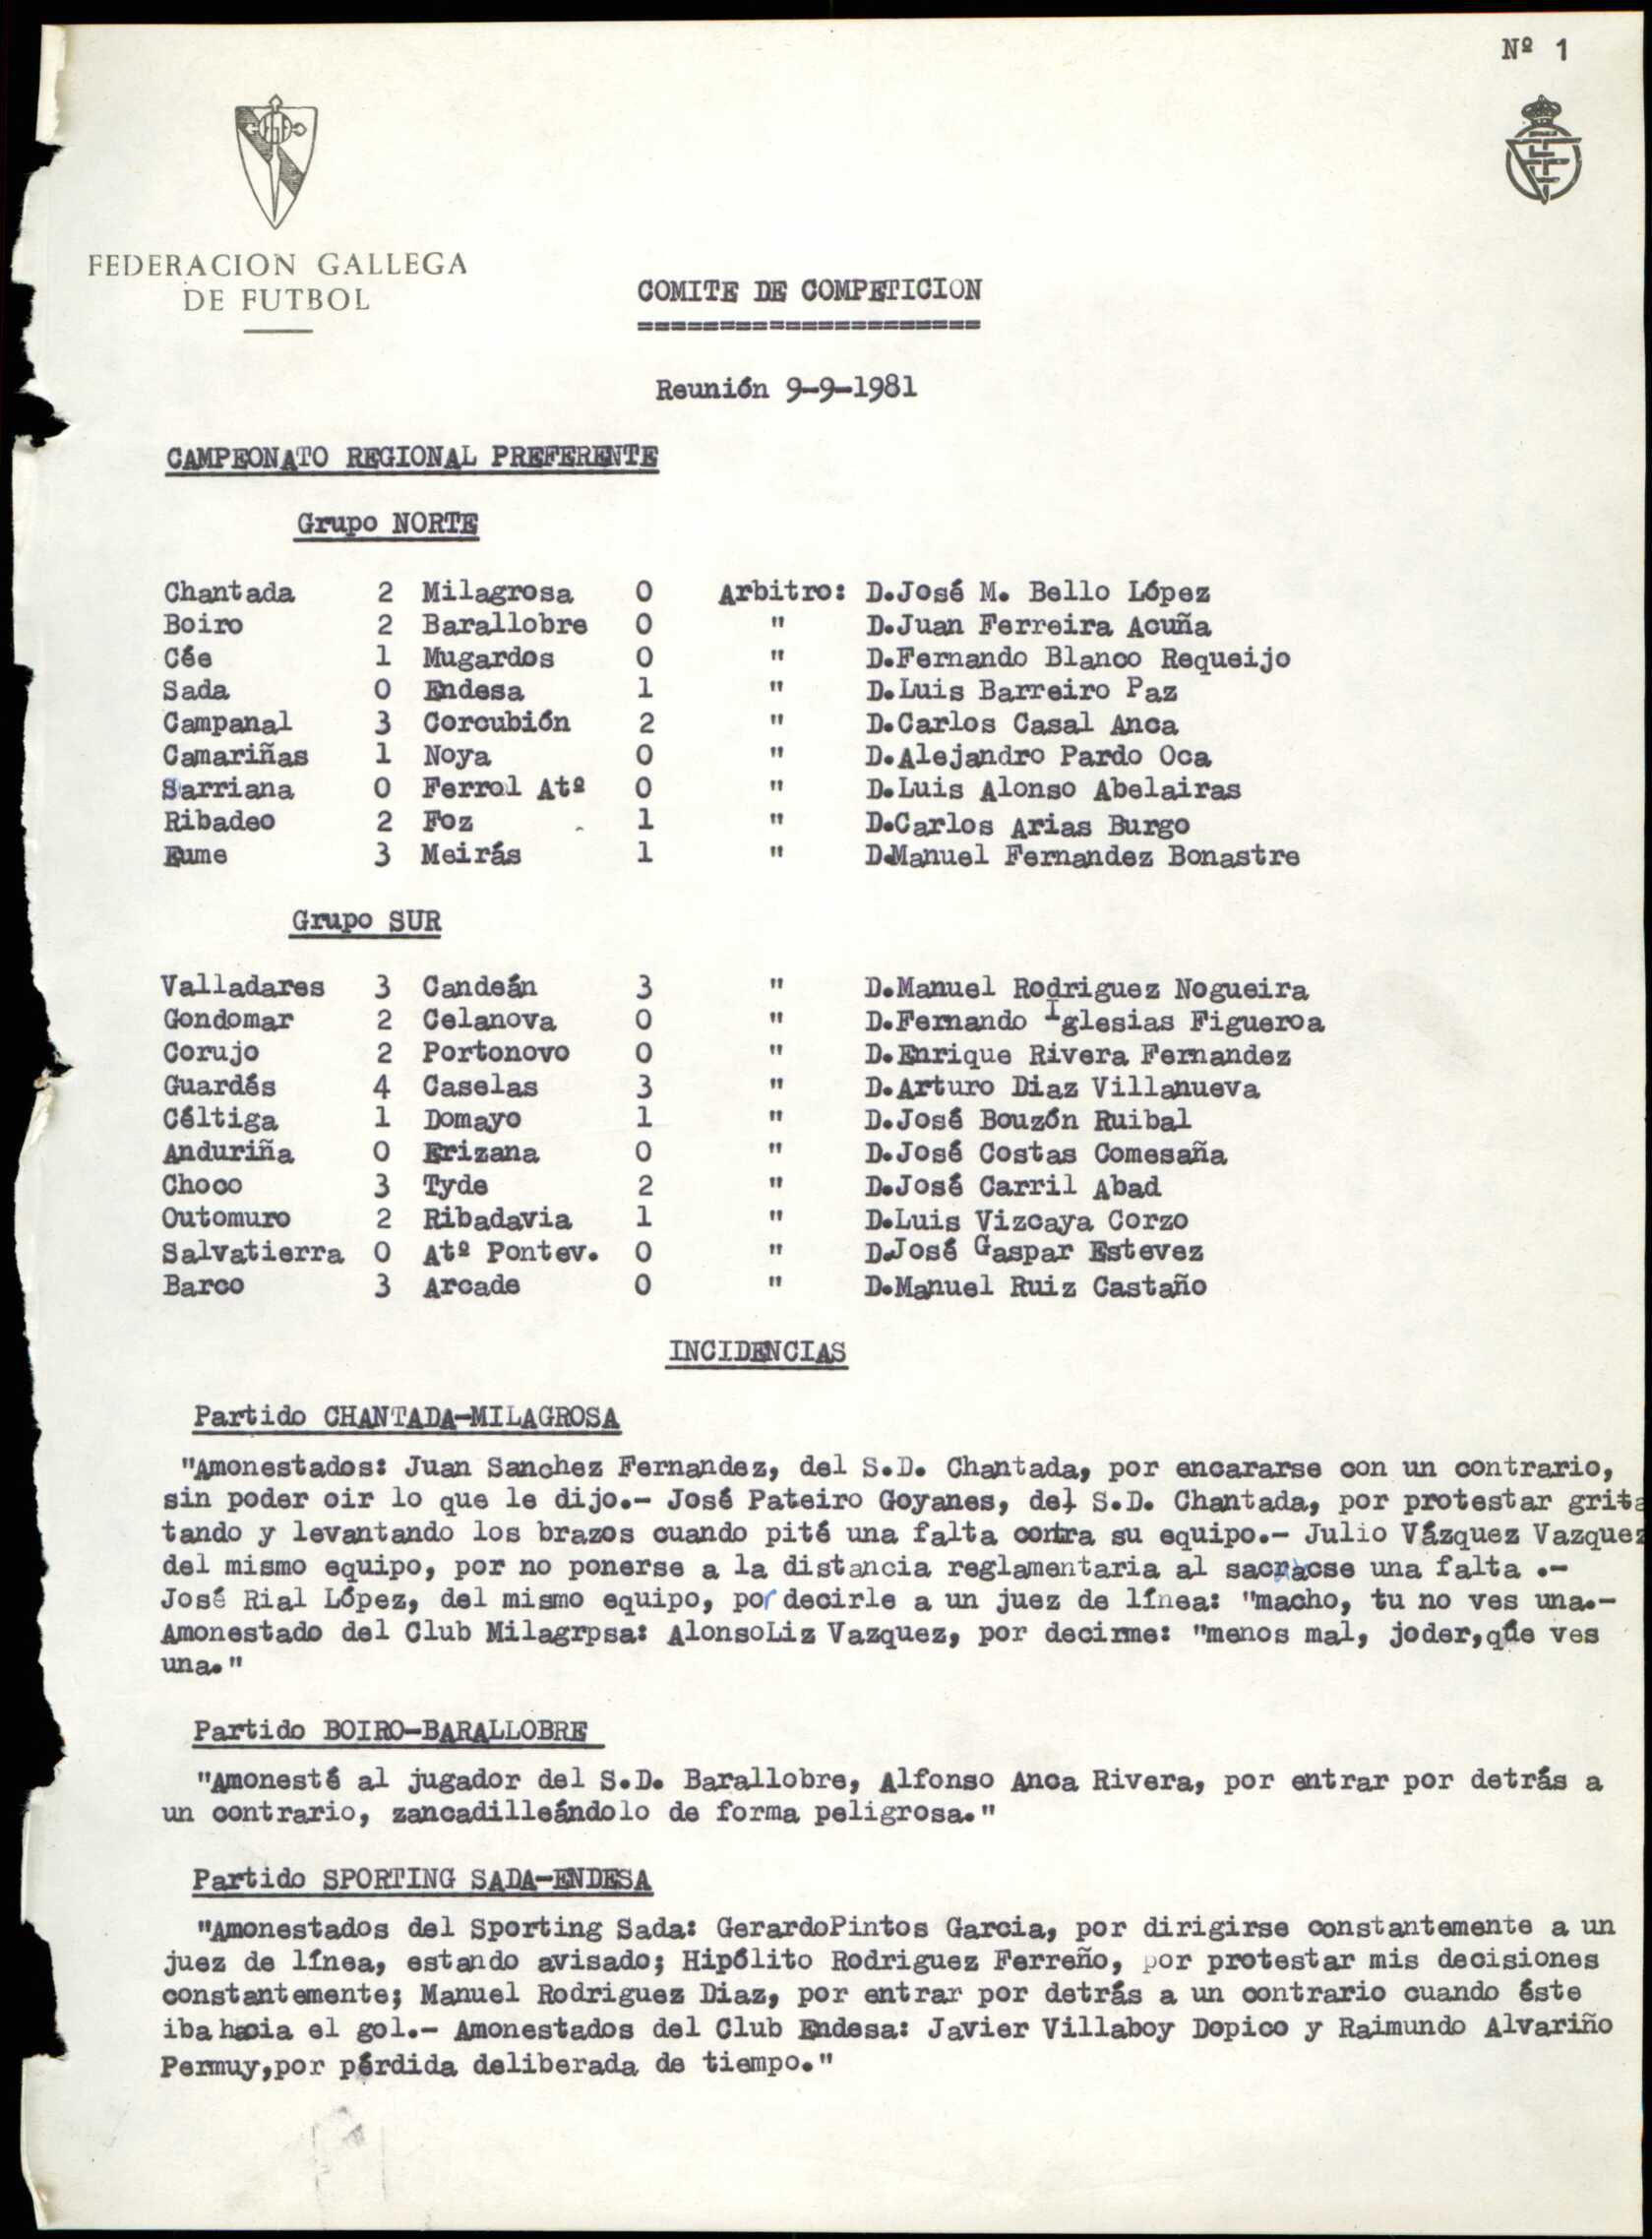 Nº 1
FEDERACION GALLEGA
DE FUTBOL
COMITE DE COMPETICION
=====================
Reunión 9-9-1981
CAMPEONATO REGIONAL PREFERENTE
Grupo NORTE
Chantada 2 Milagrosa 0 Arbitro: D.José M. Bello López
Boiro 2 Barallobre 0 " D.Juan Ferreira Acuña
Cée 1 Mugardos 0 " D.Fernando Blanco Requeijo
Sada 0 Endesa 1 " D.Luis Barreiro Paz
Campanal 3 Corcubión 2 " D.Carlos Casal Anca
Camariñas 1 Noya 0 " D.Alejandro Pardo Oca
Sarriana 0 Ferrol Atº 0 " D.Luis Alonso Abelairas
Ribadeo 2 Foz 1 " D.Carlos Arias Burgo
Eume 3 Meirás 1 " D.Manuel Fernandez Bonastre
Grupo SUR
Valladares 3 Candeán 3 " D.Manuel Rodriguez Nogueira
Gondomar 2 Celanova 0 " D.Fernando Iglesias Figueroa
Corujo 2 Portonovo 0 " D.Enrique Rivera Fernandez
Guardés 4 Caselas 3 " D.Arturo Diaz Villanueva
Céltiga 1 Domayo 1 " D.José Bouzón Ruibal
Anduriña 0 Erizana 0 " D.José Costas Comesaña
Choco 3 Tyde 2 " D.José Carril Abad
Outomuro 2 Ribadavia 1 " D.Luis Vizcaya Corzo
Salvatierra 0 Atº Pontev. 0 " D.José Gaspar Estevez
Barco 3 Arcade 0 " D.Manuel Ruiz Castaño
INCIDENCIAS
Partido CHANTADA-MILAGROSA
"Amonestados: Juan Sanchez Fernandez, del S.D. Chantada, por encararse con un contrario,
sin poder oir lo que le dijo.- José Pateiro Goyanes, del S.D. Chantada, por protestar grita
tando y levantando los brazos cuando pité una falta contra su equipo.- Julio Vázquez Vazquez
del mismo equipo, por no ponerse a la distancia reglamentaria al sacracse una falta .-
José Rial López, del mismo equipo, por decirle a un juez de línea: "macho, tu no ves una.-
Amonestado del Club Milagrpsa: AlonsoLiz Vazquez, por decirme: "menos mal, joder,que ves
una."
Partido BOIRO-BARALLOBRE
"Amonesté al jugador del S.D. Barallobre, Alfonso Anca Rivera, por entrar por detrás a
un contrario, zancadilleándolo de forma peligrosa."
Partido SPORTING SADA-ENDESA
"Amonestados del Sporting Sada: GerardoPintos Garcia, por dirigirse constantemente a un
juez de línea, estando avisado; Hipólito Rodriguez Ferreño, por protestar mis decisiones
constantemente; Manuel Rodriguez Diaz, por entrar por detrás a un contrario cuando éste
iba hacia el gol.- Amonestados del Club Endesa: Javier Villaboy Dopico y Raimundo Alvariño
Permuy,por pérdida deliberada de tiempo."